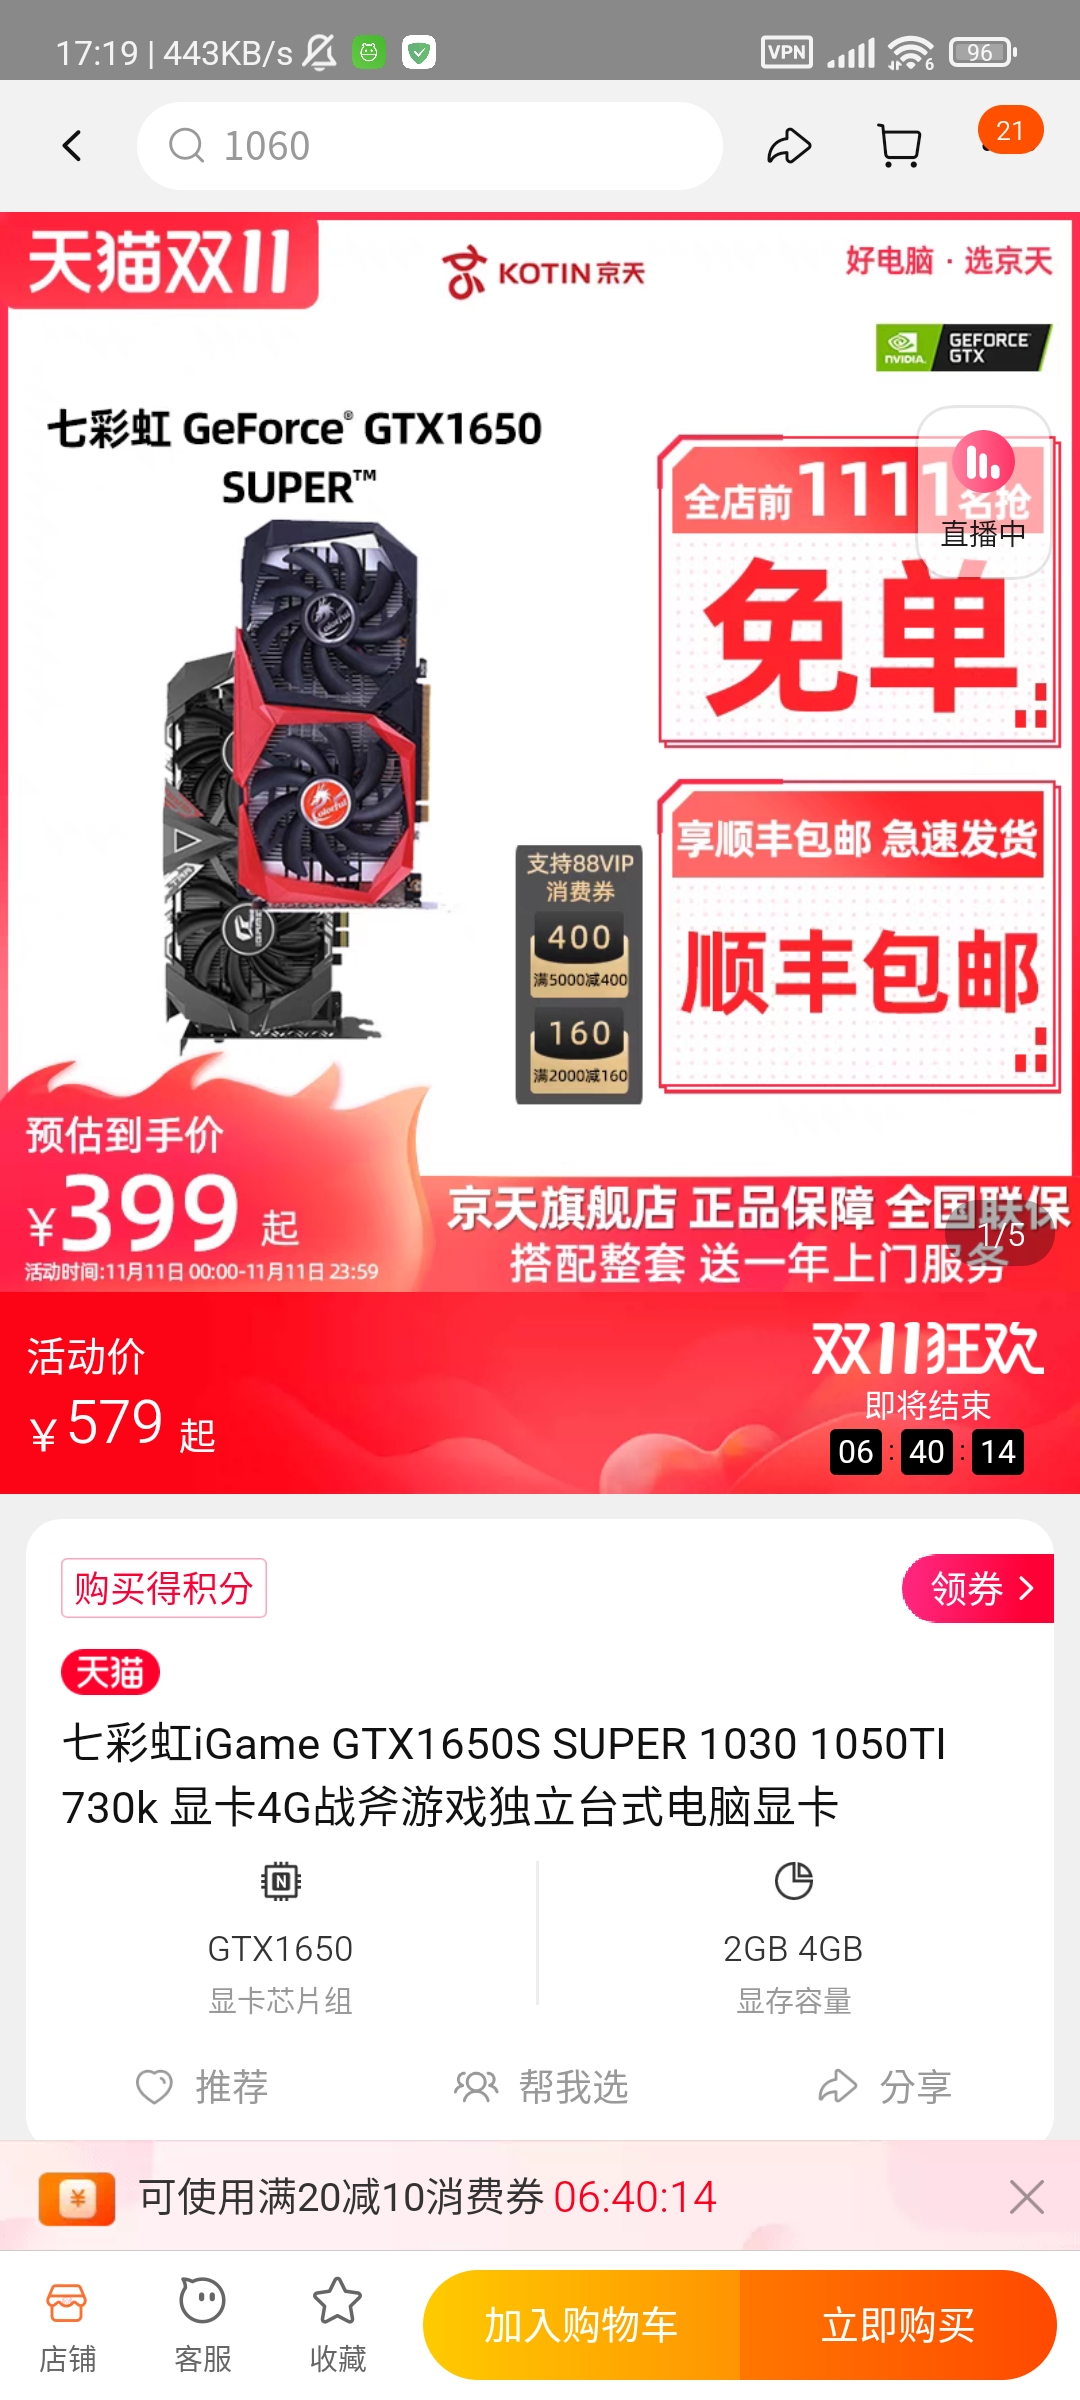 17:19 | 443KB/s
VPN
6
96
1060
21
天猫双11
KOTIN 京天
好电脑 · 选京天
NVIDIA.
GEFORCE
GTX
七彩虹 GeForce® GTX1650
SUPER™
全店前1111名抢
直播中
免单
Colorful
Colorful
iGAME
享顺丰包邮 急速发货
顺丰包邮
支持88VIP
消费券
400
满5000减400
160
满2000减160
预估到手价
¥399 起
活动时间:11月11日 00:00-11月11日 23:59
京天旗舰店 正品保障 全国联保
1/5
搭配整套 送一年上门服务
活动价
¥579 起
双11狂欢
即将结束
06 : 40 : 14
购买得积分
领券
天猫
七彩虹iGame GTX1650S SUPER 1030 1050TI
730k 显卡4G战斧游戏独立台式电脑显卡
N
GTX1650
显卡芯片组
2GB 4GB
显存容量
推荐
帮我选
分享
¥
可使用满20减10消费券 06:40:14
店铺
客服
收藏
加入购物车
立即购买